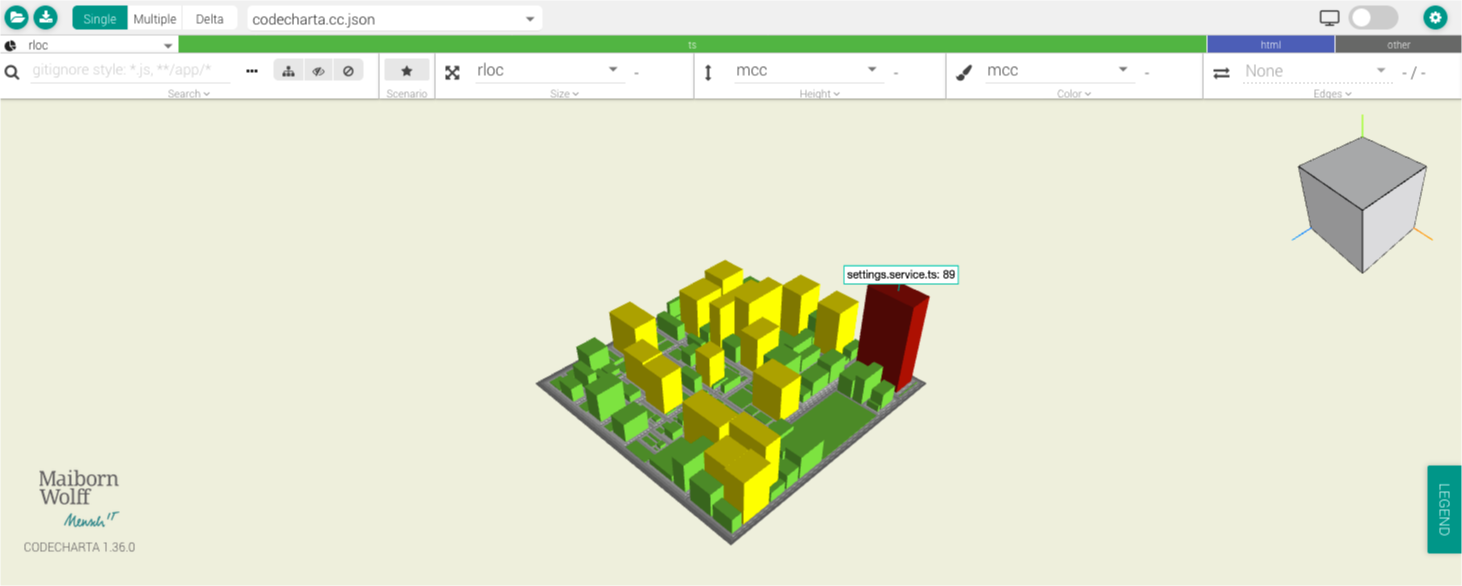 Single Multiple Delta codecharta.cc.json
rloc ts html other
gitignore style: *.js, **/app/* rloc - mcc - mcc - None - / -
Search Scenario Size Height Color Edges
settings.service.ts: 89
Maiborn
Wolff
Mensch IT
CODECHARTA 1.36.0
LEGEND